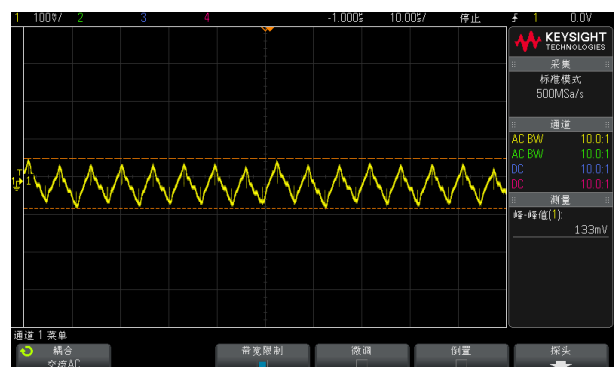 1 100♡/ 2 3 4 -1.000s 10.00s/ 停止 1 0.0V
KEYSIGHT
TECHNOLOGIES
采集
标准模式
500MSa/s
通道
AC BW 10.0:1
AC BW 10.0:1
DC 10.0:1
DC 10.0:1
测量
峰-峰值(1):
133mV
T
1
通道 1 菜单
耦合 带宽限制 微调 倒置 探头
交流AC